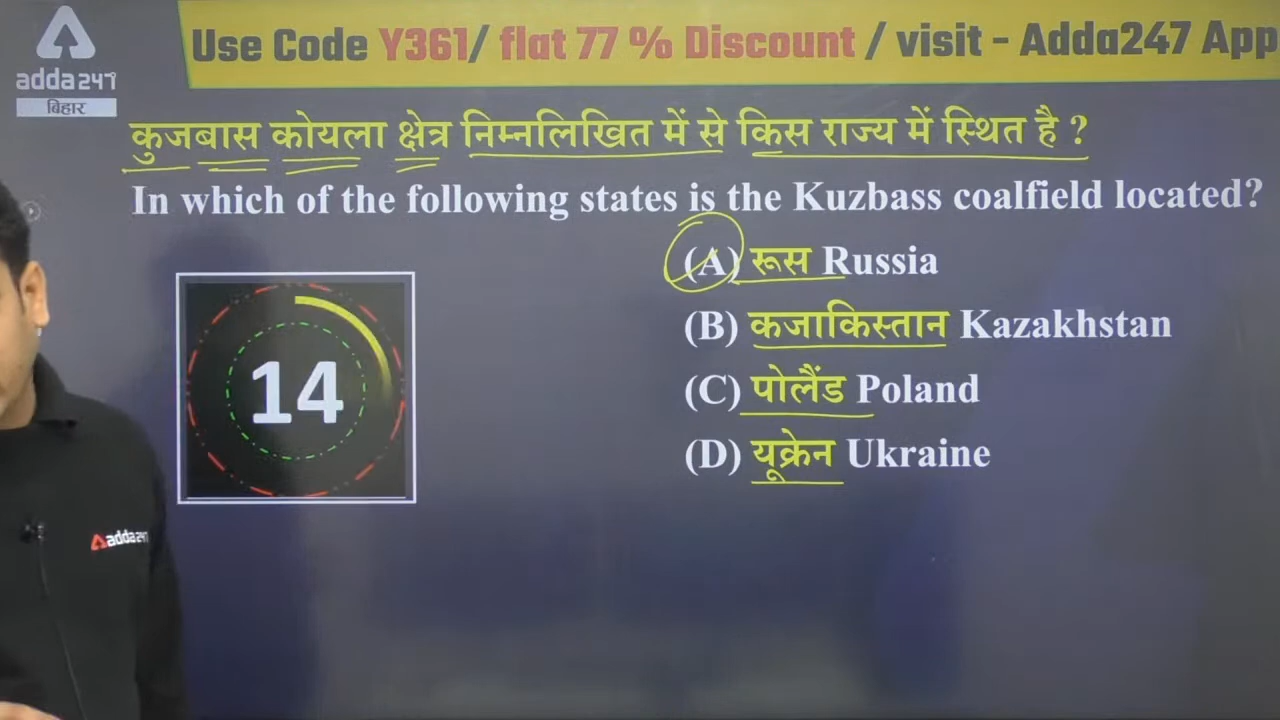 Use Code Y361/ flat 77 % Discount / visit - Adda247 App
adda247
बिहार
कुजबास कोयला क्षेत्र निम्नलिखित में से किस राज्य में स्थित है ?
In which of the following states is the Kuzbass coalfield located?
(A) रूस Russia
(B) कजाकिस्तान Kazakhstan
(C) पोलैंड Poland
(D) यूक्रेन Ukraine
14
adda247